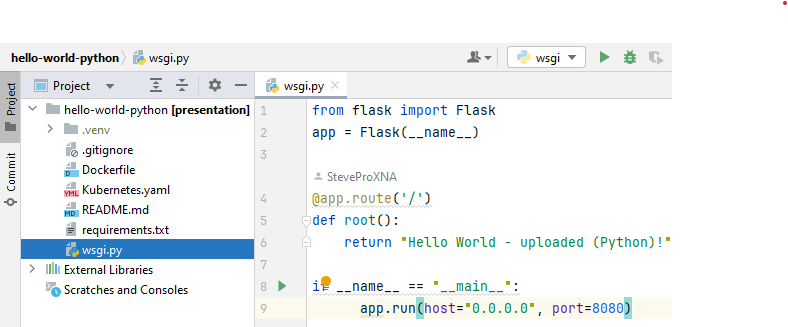 hello-world-python wsgi.py wsgi
Project
Commit
Project
hello-world-python [presentation]
.venv
.gitignore
Dockerfile
Kubernetes.yaml
README.md
requirements.txt
wsgi.py
External Libraries
Scratches and Consoles
wsgi.py
1 from flask import Flask
2 app = Flask(__name__)
3
SteveProXNA
4 @app.route('/')
5 def root():
6 return "Hello World - uploaded (Python)!"
7
8 __name__ == "__main__":
9 app.run(host="0.0.0.0", port=8080)